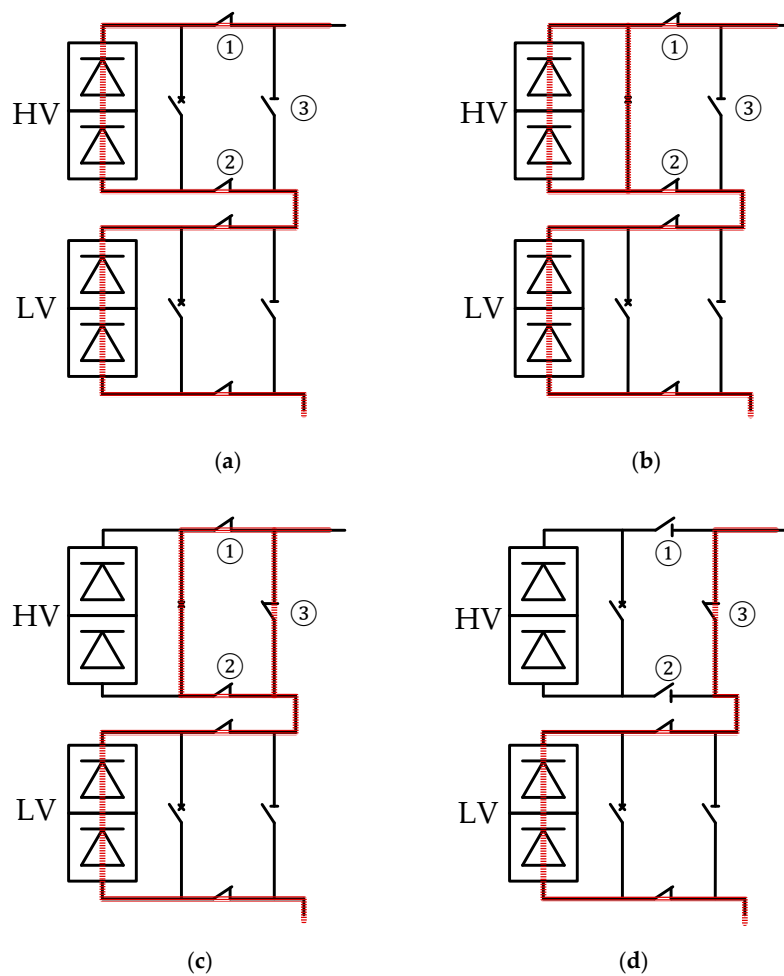 ① ①
HV ③ HV ③
② ②
LV LV
(a) (b)
① ①
HV ③ HV ③
② ②
LV LV
(c) (d)